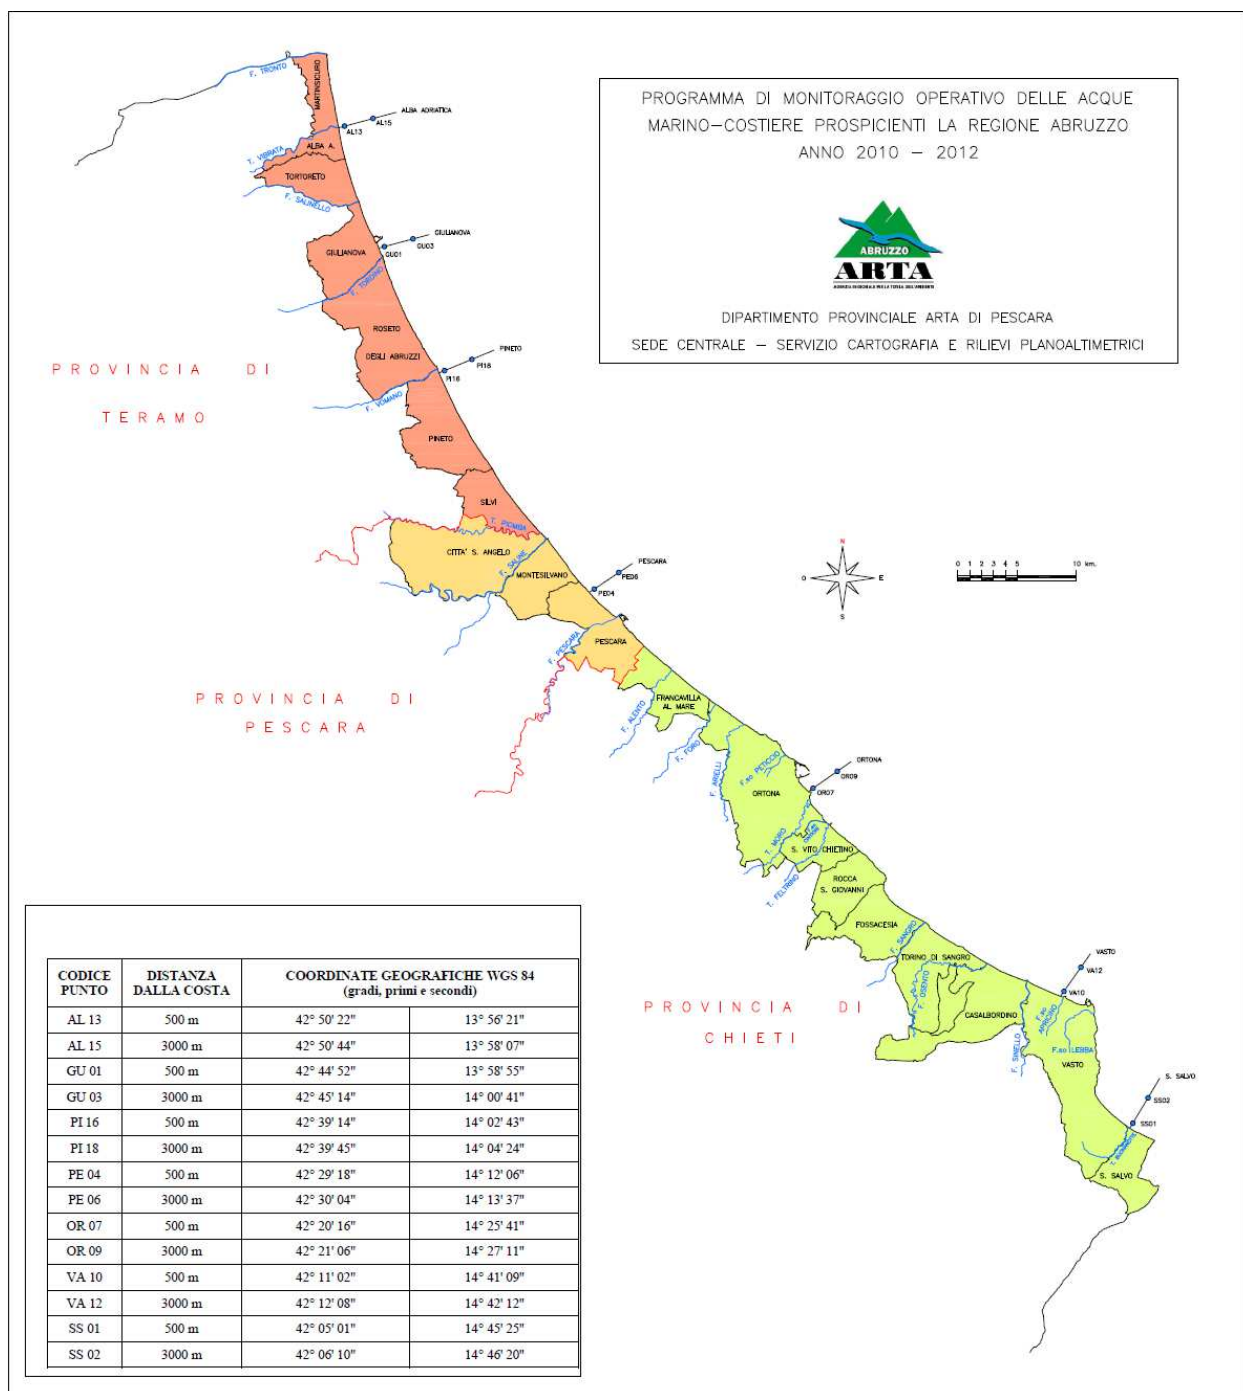 PROGRAMMA DI MONITORAGGIO OPERATIVO DELLE ACQUE
MARINO-COSTIERE PROSPICIENTI LA REGIONE ABRUZZO
ANNO 2010 - 2012
ABRUZZO
ARTA
DIPARTIMENTO PROVINCIALE ARTA DI PESCARA
SEDE CENTRALE - SERVIZIO CARTOGRAFIA E RILIEVI PLANOALTIMETRICI
F. TRONTO
MARTINSICURO
ALBA ADRIATICA
AL15
AL13
T. VIBRATA
ALBA A.
TORTORETO
F. SALINELLO
GIULIANOVA
GIULIANOVA
GU03
GU01
F. TORDINO
ROSETO
DEGLI ABRUZZI
PINETO
PI18
PI16
F. VOMANO
PROVINCIA DI
TERAMO
PINETO
SILVI
T. PIOMBA
CITTA' S. ANGELO
F. SALINE
MONTESILVANO
PESCARA
PE06
PE04
N
O
E
S
0 1 2 3 4 5 10 km.
PESCARA
F. PESCARA
PROVINCIA DI
PESCARA
FRANCAVILLA
AL MARE
F. ALENTO
F. FORO
F. ARIELLI
F.so PETICCIO
ORTONA
ORTONA
OR09
OR07
T. MORO
S. VITO CHIETINO
T. FELTRINO
ROCCA
S. GIOVANNI
FOSSACESIA
F. SANGRO
TORINO DI SANGRO
F. OSENTO
CASALBORDINO
VASTO
VA12
VA10
F. SINELLO
F.so
APRICINO
F.so LEBBA
VASTO
PROVINCIA DI
CHIETI
S. SALVO
SS02
SS01
S. SALVO
CODICE PUNTO DISTANZA DALLA COSTA COORDINATE GEOGRAFICHE WGS 84 (gradi, primi e secondi)
AL 13 500 m 42° 50' 22" 13° 56' 21"
AL 15 3000 m 42° 50' 44" 13° 58' 07"
GU 01 500 m 42° 44' 52" 13° 58' 55"
GU 03 3000 m 42° 45' 14" 14° 00' 41"
PI 16 500 m 42° 39' 14" 14° 02' 43"
PI 18 3000 m 42° 39' 45" 14° 04' 24"
PE 04 500 m 42° 29' 18" 14° 12' 06"
PE 06 3000 m 42° 30' 04" 14° 13' 37"
OR 07 500 m 42° 20' 16" 14° 25' 41"
OR 09 3000 m 42° 21' 06" 14° 27' 11"
VA 10 500 m 42° 11' 02" 14° 41' 09"
VA 12 3000 m 42° 12' 08" 14° 42' 12"
SS 01 500 m 42° 05' 01" 14° 45' 25"
SS 02 3000 m 42° 06' 10" 14° 46' 20"